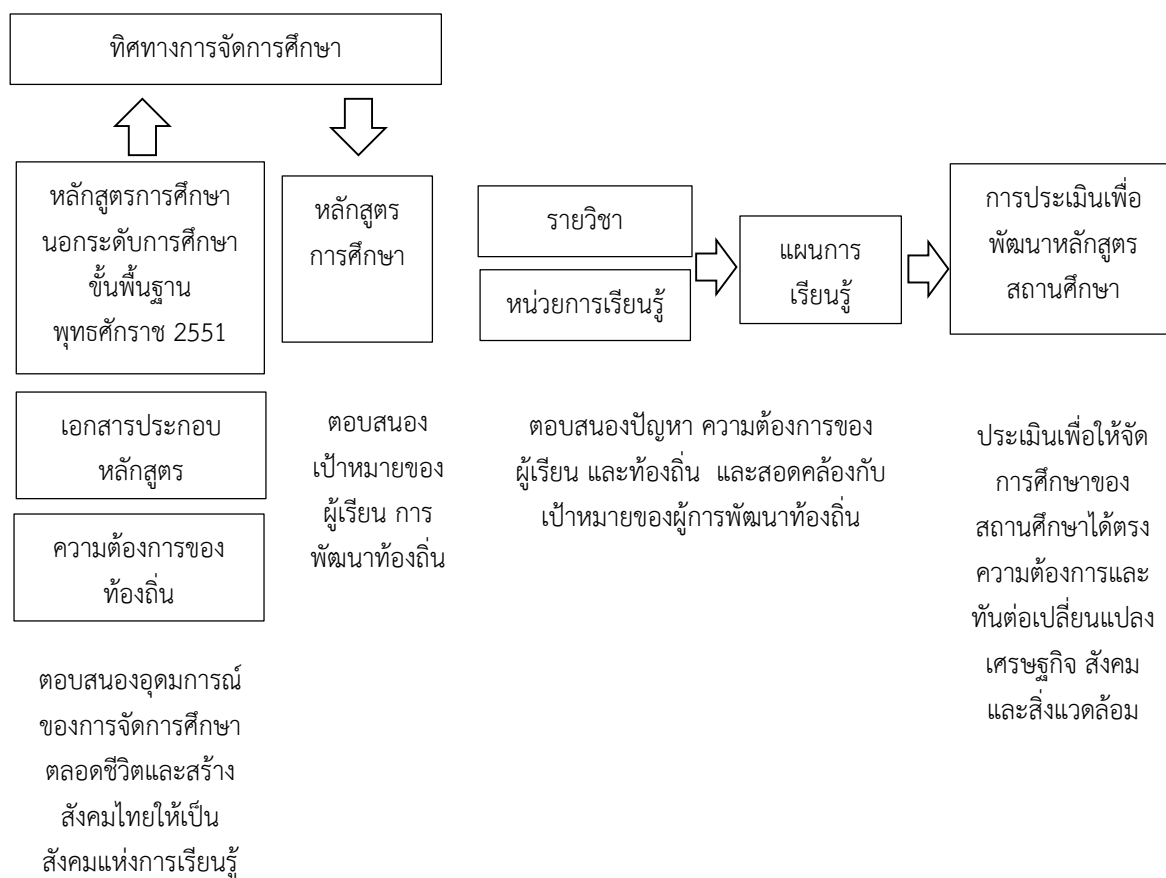 ทิศทางการจัดการศึกษา
หลักสูตรการศึกษา
นอกระดับการศึกษา
ขั้นพื้นฐาน
พุทธศักราช 2551
เอกสารประกอบ
หลักสูตร
ความต้องการของ
ท้องถิ่น
ตอบสนองอุดมการณ์
ของการจัดการศึกษา
ตลอดชีวิตและสร้าง
สังคมไทยให้เป็น
สังคมแห่งการเรียนรู้
หลักสูตร
การศึกษา
ตอบสนอง
เป้าหมายของ
ผู้เรียน การ
พัฒนาท้องถิ่น
รายวิชา
หน่วยการเรียนรู้
แผนการ
เรียนรู้
ตอบสนองปัญหา ความต้องการของ
ผู้เรียน และท้องถิ่น และสอดคล้องกับ
เป้าหมายของผู้การพัฒนาท้องถิ่น
การประเมินเพื่อ
พัฒนาหลักสูตร
สถานศึกษา
ประเมินเพื่อให้จัด
การศึกษาของ
สถานศึกษาได้ตรง
ความต้องการและ
ทันต่อเปลี่ยนแปลง
เศรษฐกิจ สังคม
และสิ่งแวดล้อม